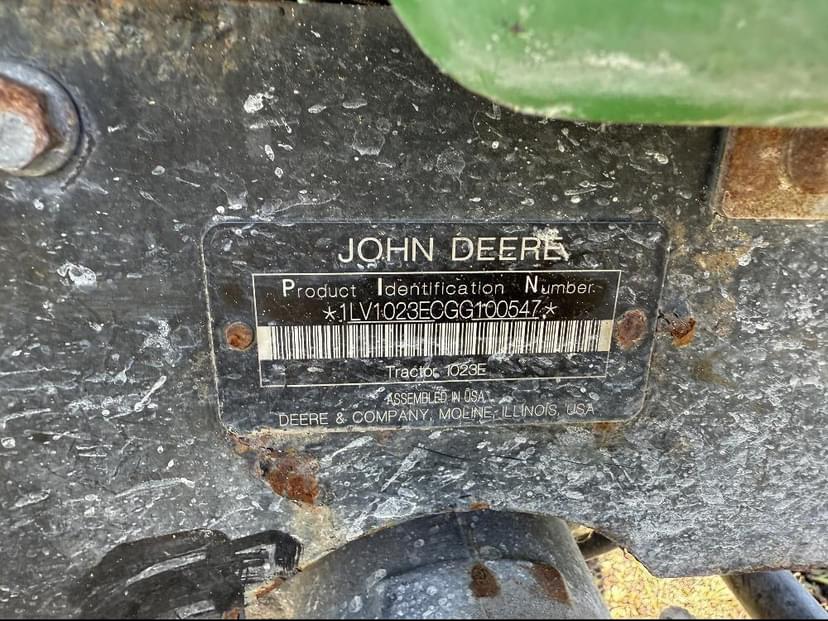 JOHN DEERE
Product Identification Number
*1LV1023ECGG100547*
Tractor 1023E
ASSEMBLED IN USA
DEERE & COMPANY, MOLINE, ILLINOIS, USA